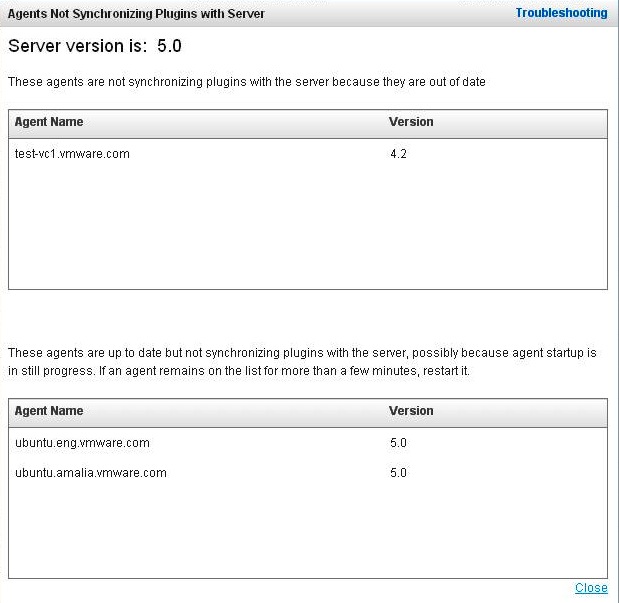 Agents Not Synchronizing Plugins with Server Troubleshooting
Server version is: 5.0
These agents are not synchronizing plugins with the server because they are out of date
Agent Name Version
test-vc1.vmware.com 4.2
These agents are up to date but not synchronizing plugins with the server, possibly because agent startup is
in still progress. If an agent remains on the list for more than a few minutes, restart it.
Agent Name Version
ubuntu.eng.vmware.com 5.0
ubuntu.amalia.vmware.com 5.0
Close